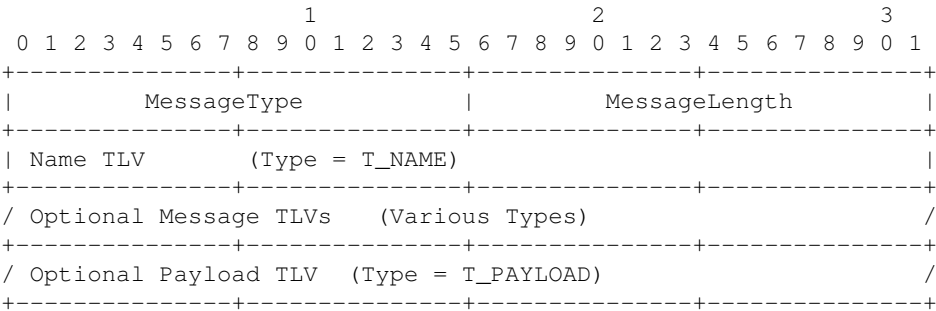 1                   2                   3
 0 1 2 3 4 5 6 7 8 9 0 1 2 3 4 5 6 7 8 9 0 1 2 3 4 5 6 7 8 9 0 1
+---------------+---------------+---------------+---------------+
|         MessageType           |         MessageLength         |
+---------------+---------------+---------------+---------------+
| Name TLV       (Type = T_NAME)                                |
+---------------+---------------+---------------+---------------+
/ Optional Message TLVs   (Various Types)                       /
+---------------+---------------+---------------+---------------+
/ Optional Payload TLV  (Type = T_PAYLOAD)                      /
+---------------+---------------+---------------+---------------+